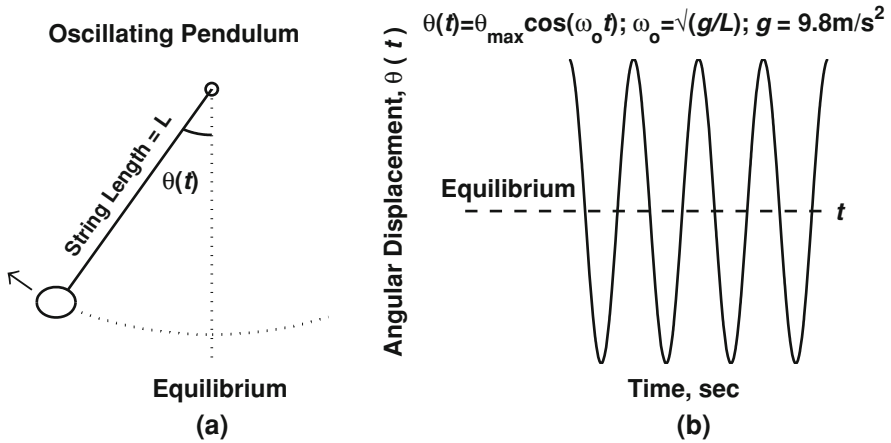 Oscillating Pendulum
String Length = L
θ(t)
Equilibrium
(a)
θ(t)=θmaxcos(ωot); ωo=√(g/L); g = 9.8m/s²
Angular Displacement, θ ( t )
Equilibrium
t
Time, sec
(b)